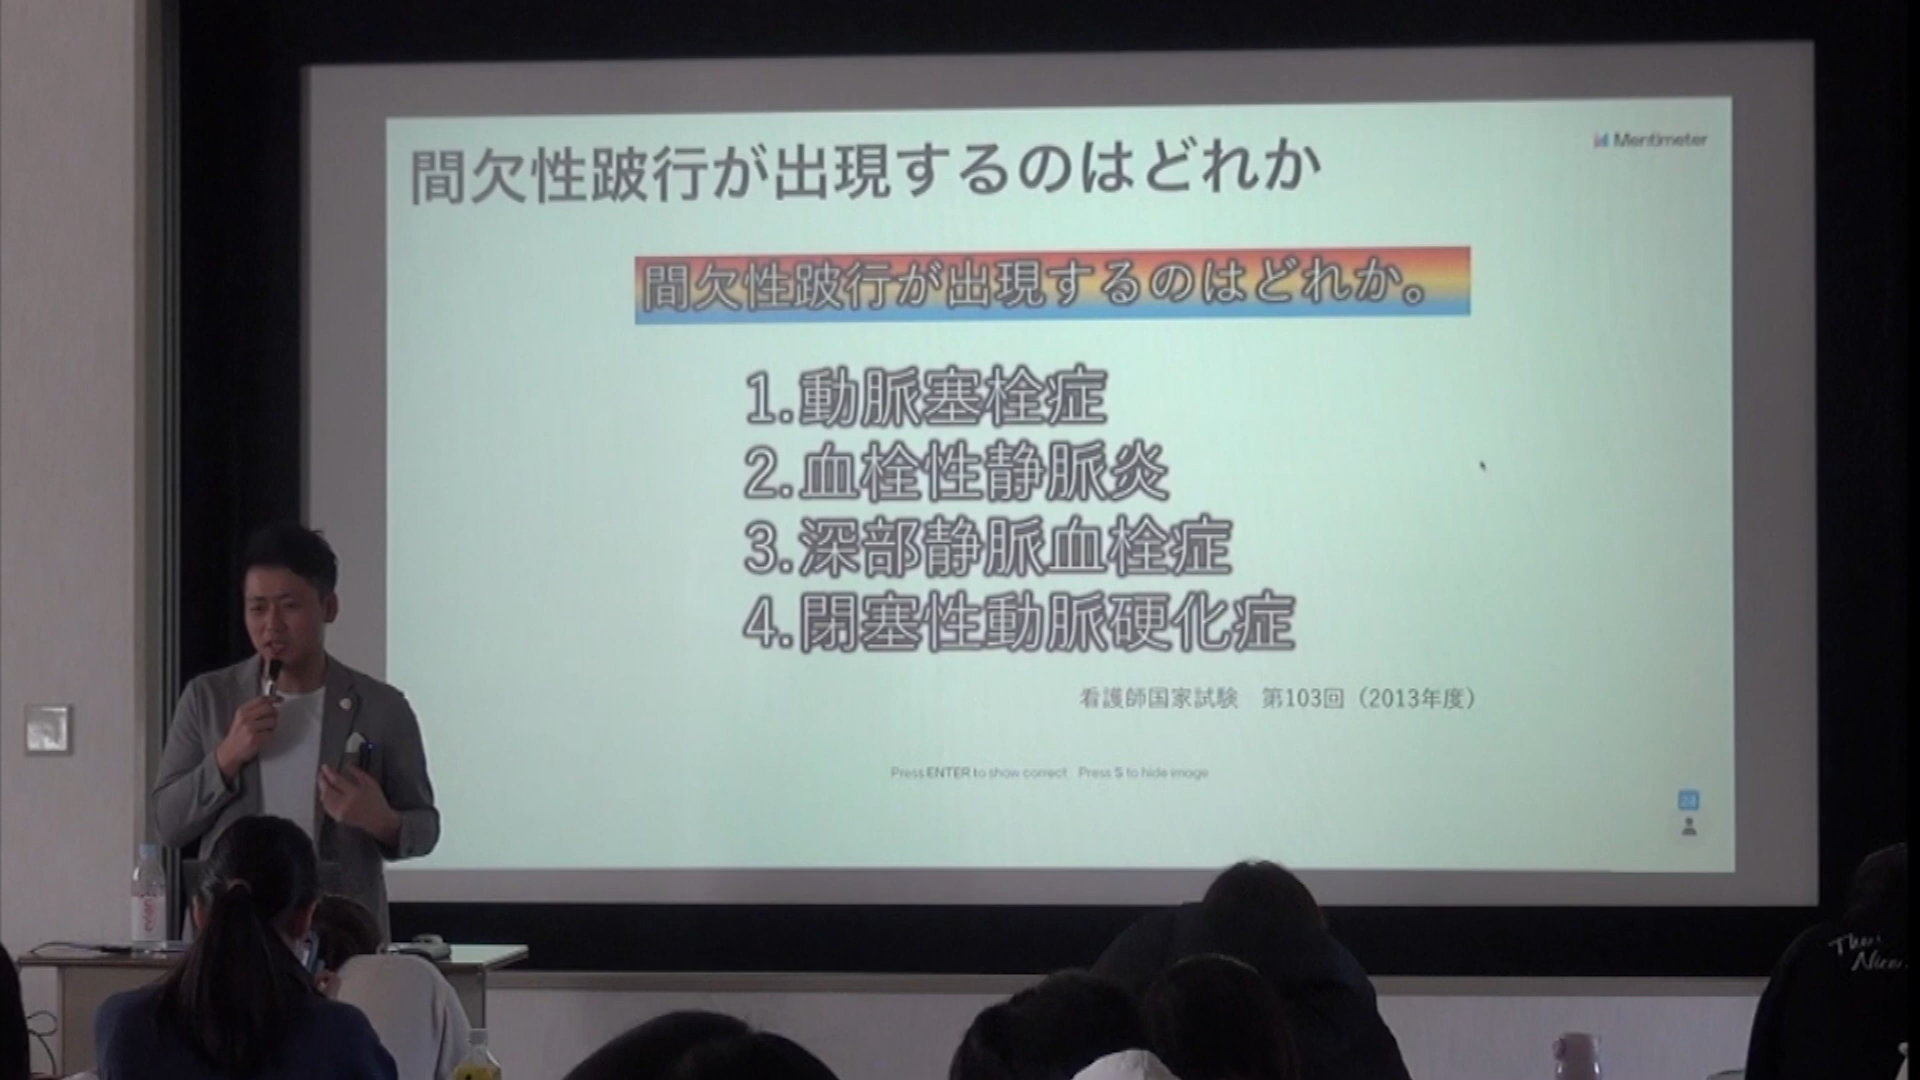 間欠性跛行が出現するのはどれか
Mentimeter
間欠性跛行が出現するのはどれか。
1.動脈塞栓症
2.血栓性静脈炎
3.深部静脈血栓症
4.閉塞性動脈硬化症
看護師国家試験　第103回（2013年度）
Press ENTER to show correct Press S to hide image
evian
The